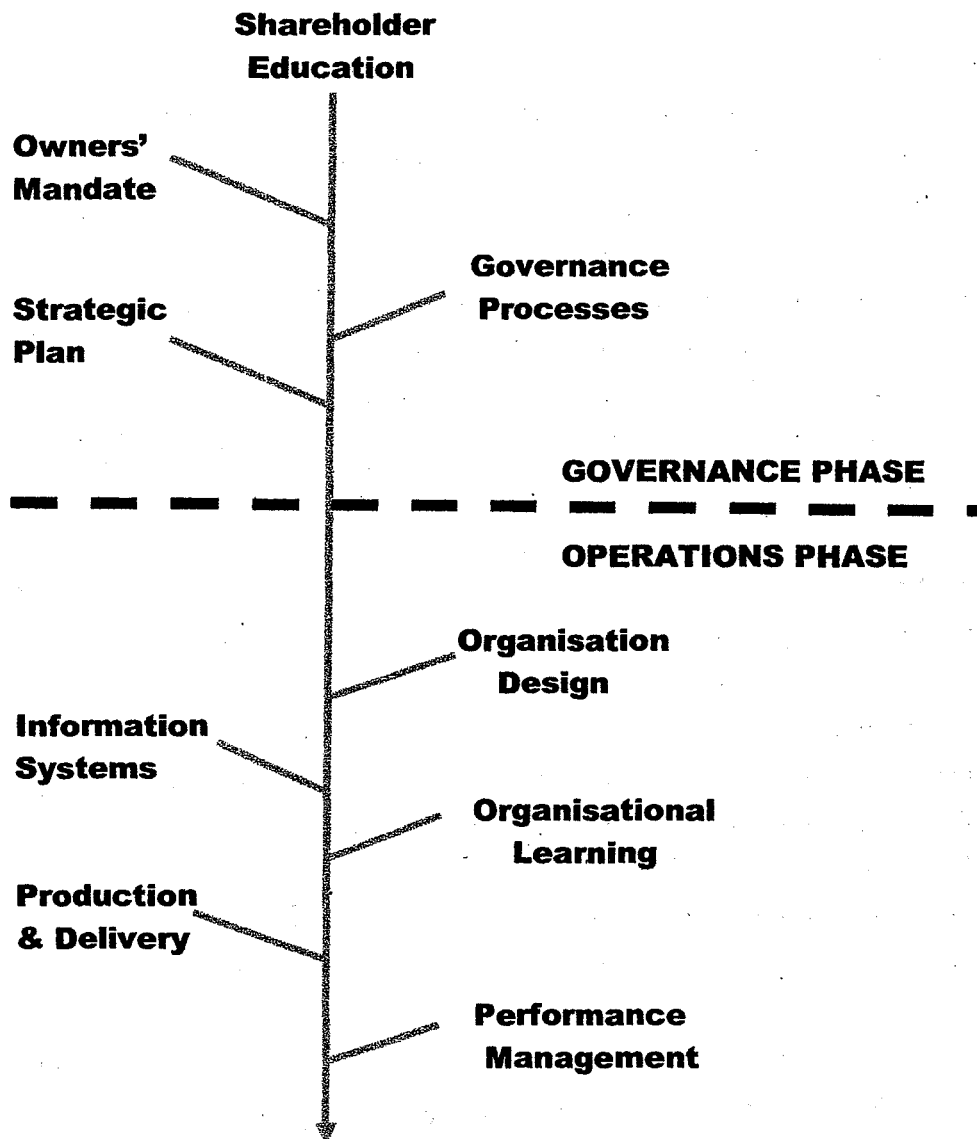 Shareholder
Education
Owners’
Mandate
Governance
Processes
Strategic
Plan
GOVERNANCE PHASE
OPERATIONS PHASE
Organisation
Design
Information
Systems
Organisational
Learning
Production
& Delivery
Performance
Management